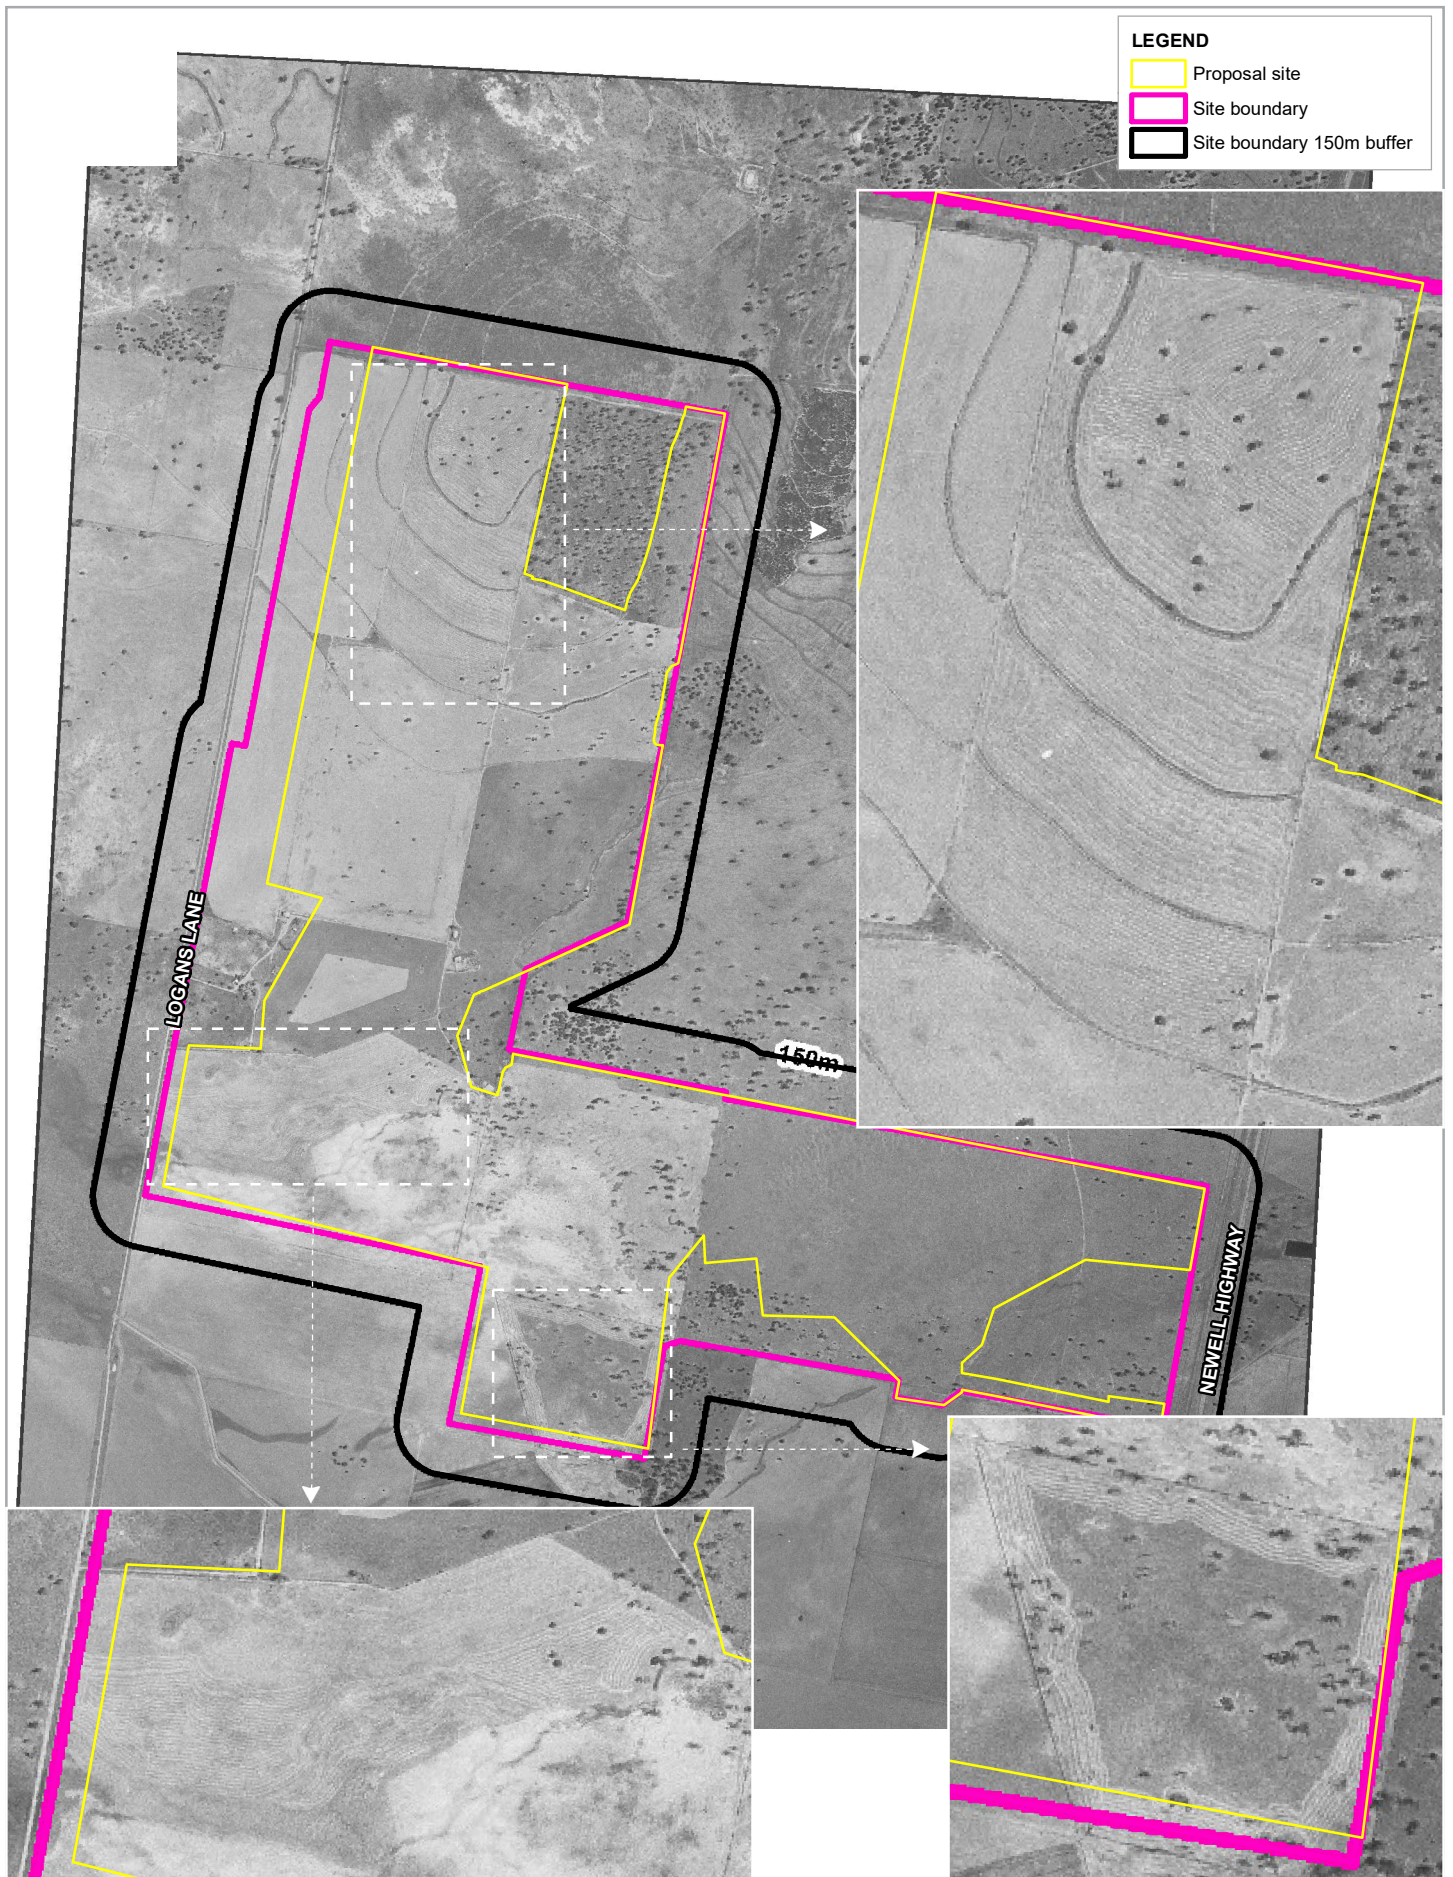 LEGEND
Proposal site
Site boundary
Site boundary 150m buffer
LOGANS LANE
150m
NEWELL HIGHWAY